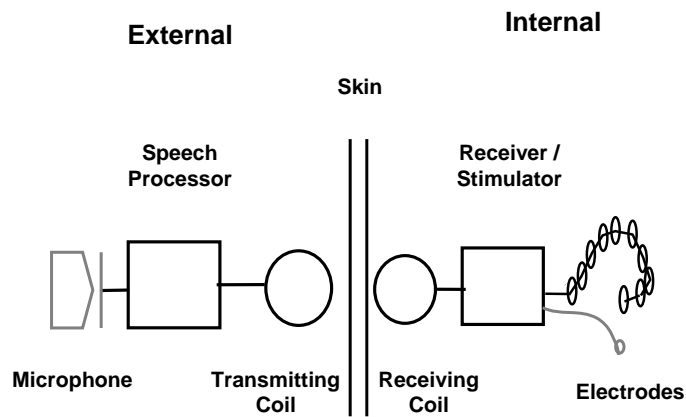 External
Internal
Skin
Speech
Processor
Receiver /
Stimulator
Microphone
Transmitting
Coil
Receiving
Coil
Electrodes